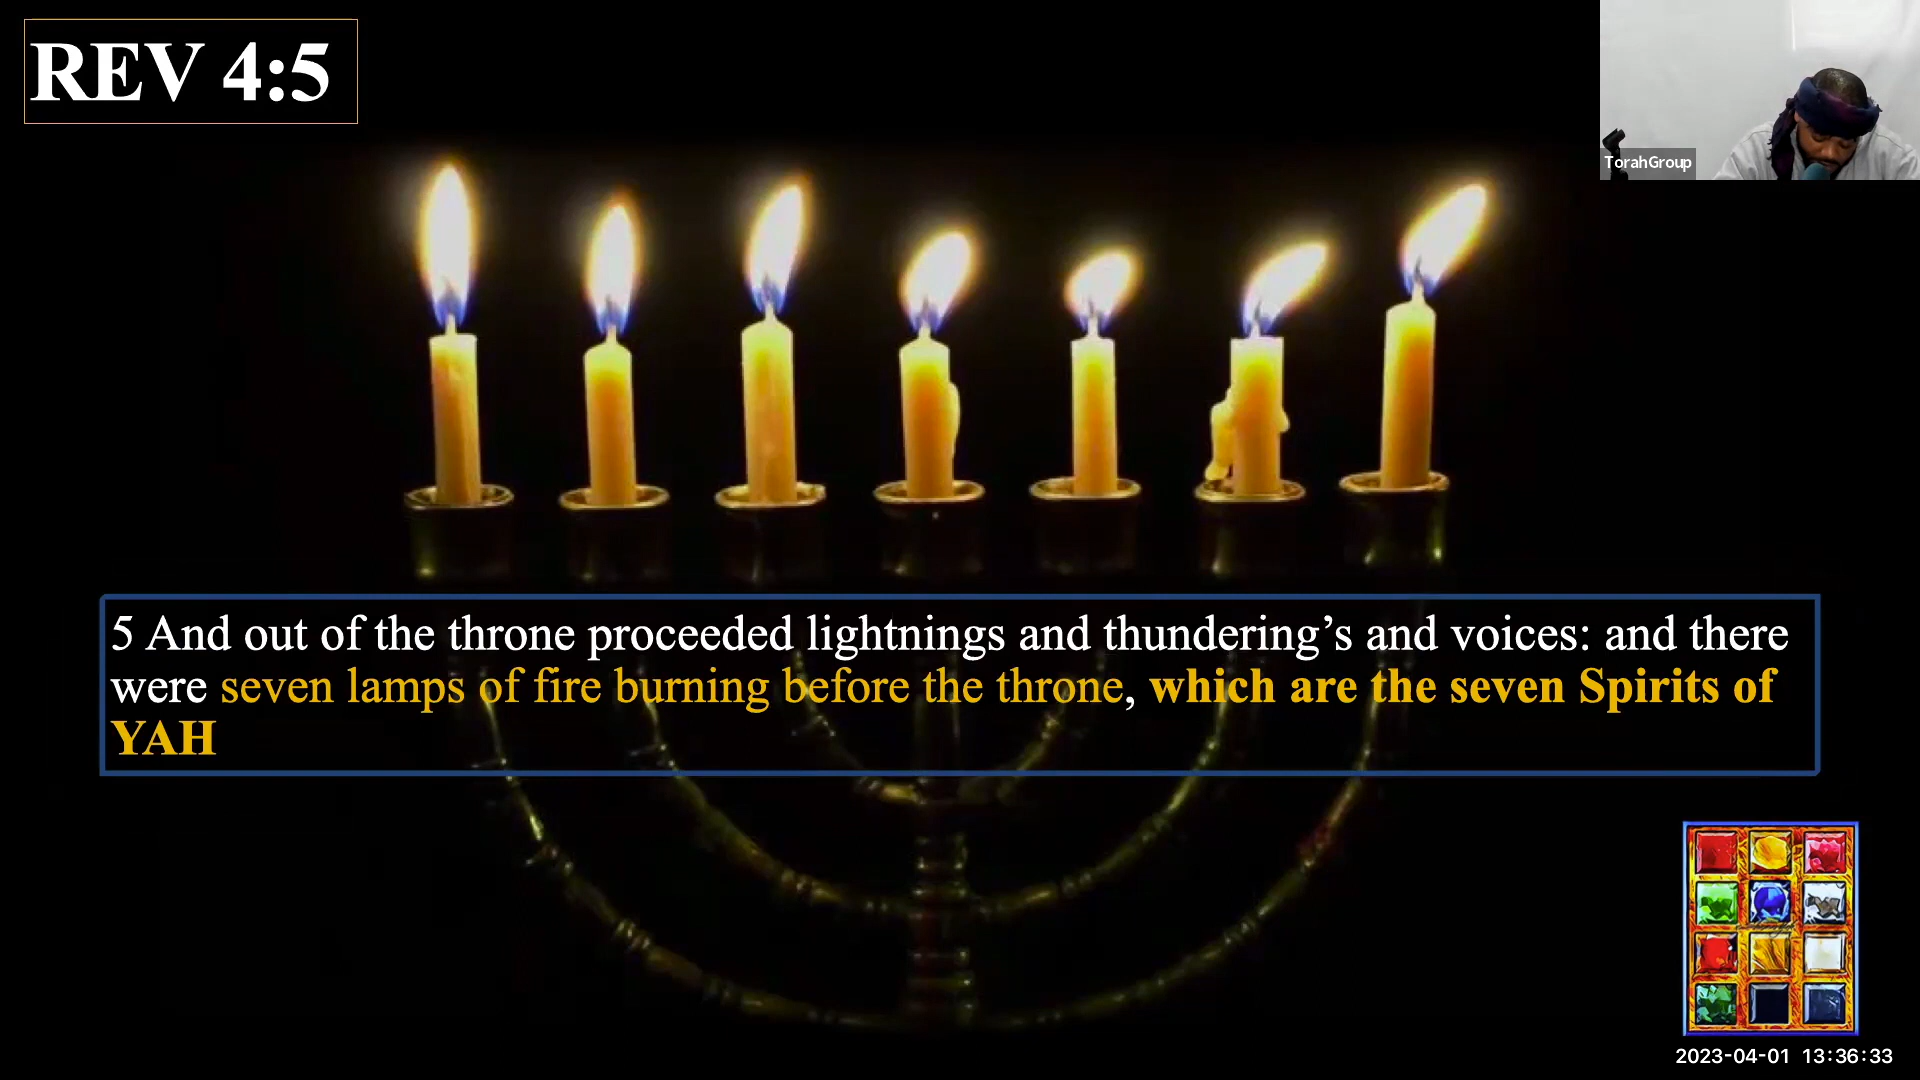 REV 4:5
TorahGroup
5 And out of the throne proceeded lightnings and thundering’s and voices: and there
were seven lamps of fire burning before the throne, which are the seven Spirits of
YAH
2023-04-01 13:36:33